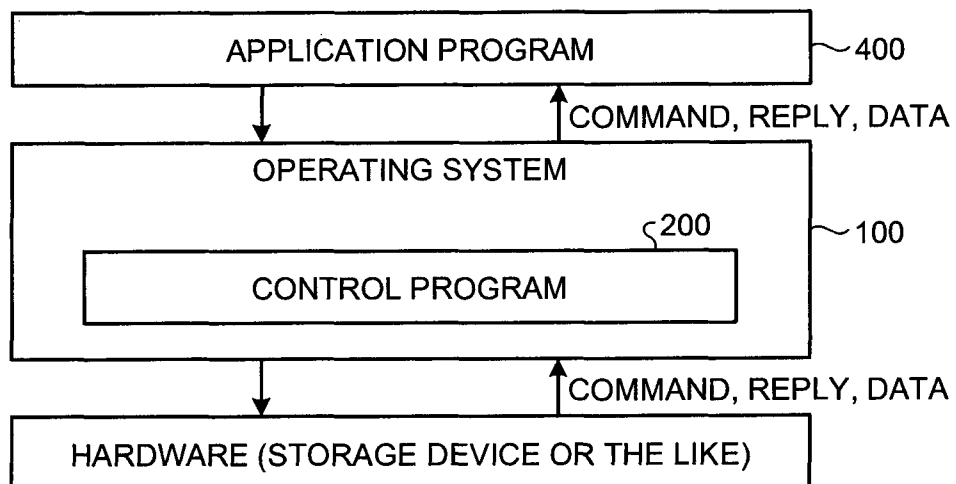 APPLICATION PROGRAM
400
COMMAND, REPLY, DATA
OPERATING SYSTEM
200
100
CONTROL PROGRAM
COMMAND, REPLY, DATA
HARDWARE (STORAGE DEVICE OR THE LIKE)